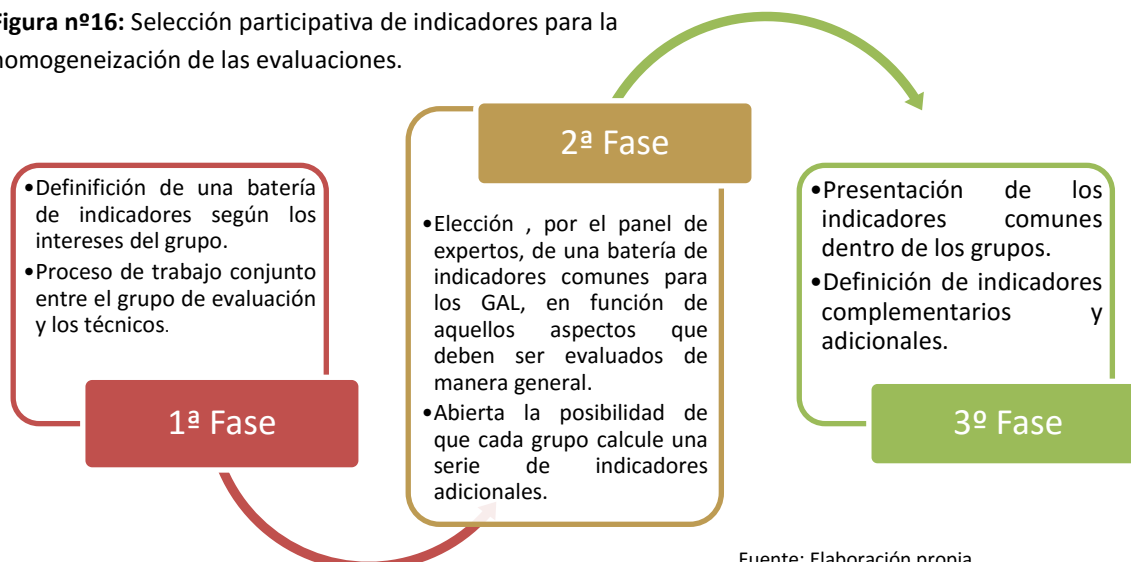 Figura nº16: Selección participativa de indicadores para la
homogeneización de las evaluaciones.
•Definifición de una batería
de indicadores según los
intereses del grupo.
•Proceso de trabajo conjunto
entre el grupo de evaluación
y los técnicos.
1ª Fase
2ª Fase
•Elección , por el panel de
expertos, de una batería de
indicadores comunes para
los GAL, en función de
aquellos aspectos que
deben ser evaluados de
manera general.
•Abierta la posibilidad de
que cada grupo calcule una
serie de indicadores
adicionales.
•Presentación de los
indicadores comunes
dentro de los grupos.
•Definición de indicadores
complementarios y
adicionales.
3º Fase
Fuente: Elaboración propia